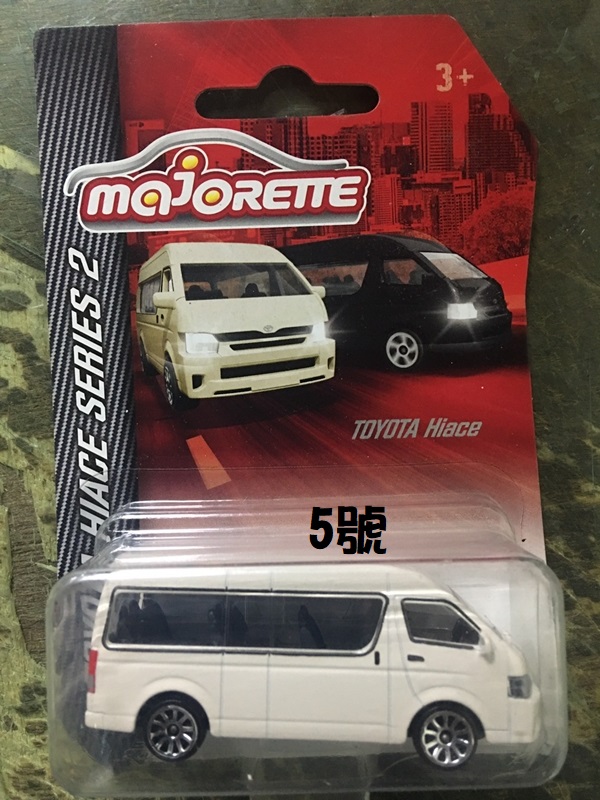 3+
majorette
HIACE SERIES 2
TOYOTA Hiace
5號